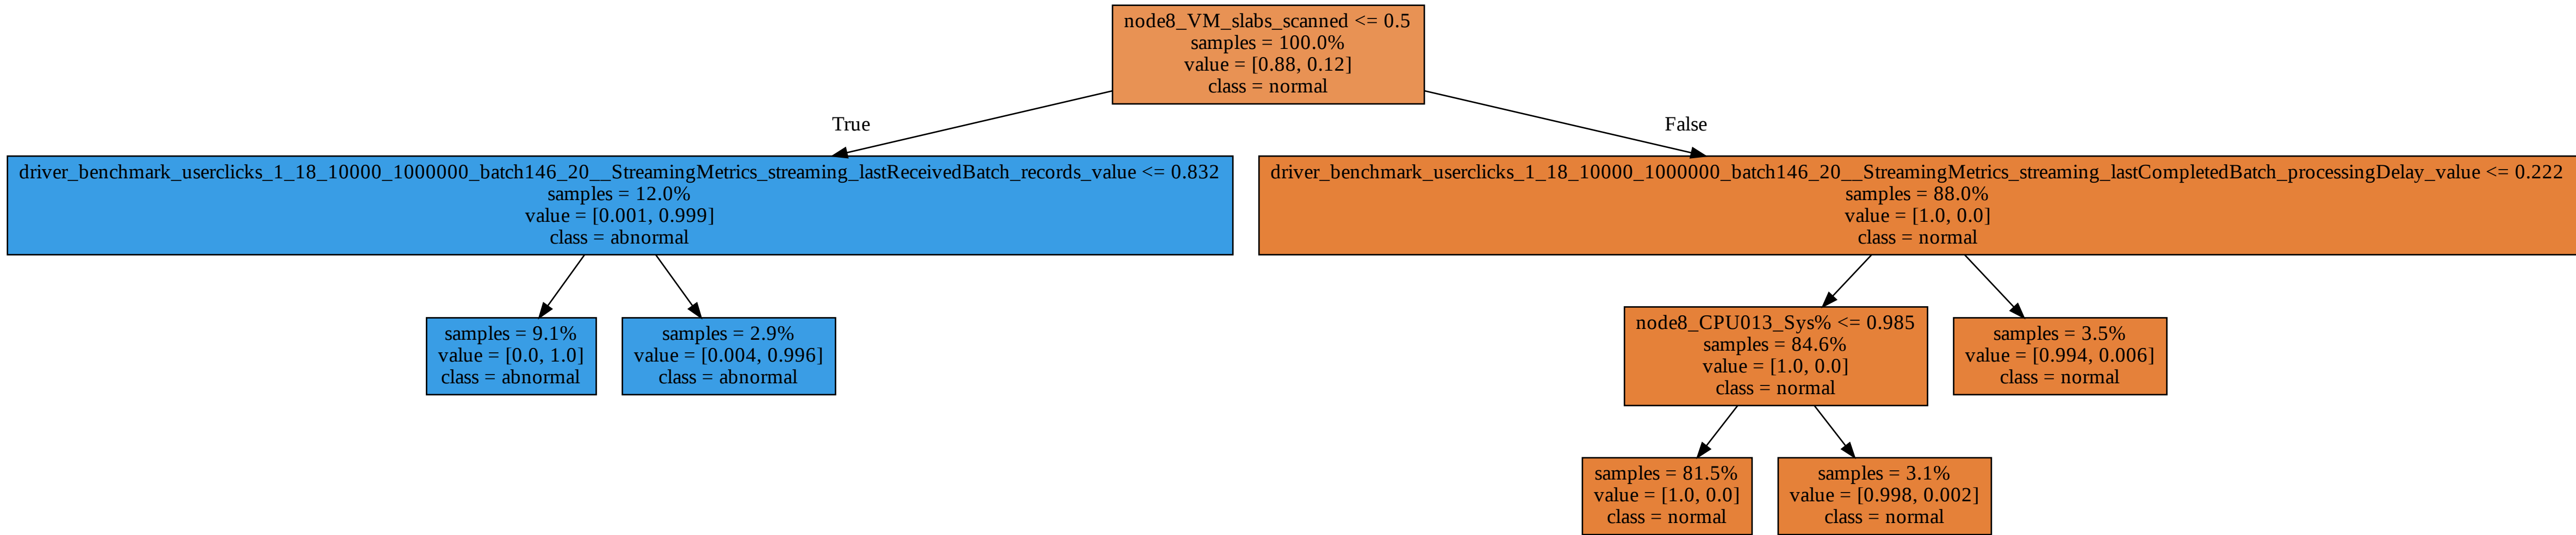 node8_VM_slabs_scanned <= 0.5
samples = 100.0%
value = [0.88, 0.12]
class = normal
True
False
driver_benchmark_userclicks_1_18_10000_1000000_batch146_20__StreamingMetrics_streaming_lastReceivedBatch_records_value <= 0.832
samples = 12.0%
value = [0.001, 0.999]
class = abnormal
driver_benchmark_userclicks_1_18_10000_1000000_batch146_20__StreamingMetrics_streaming_lastCompletedBatch_processingDelay_value <= 0.222
samples = 88.0%
value = [1.0, 0.0]
class = normal
samples = 9.1%
value = [0.0, 1.0]
class = abnormal
samples = 2.9%
value = [0.004, 0.996]
class = abnormal
node8_CPU013_Sys% <= 0.985
samples = 84.6%
value = [1.0, 0.0]
class = normal
samples = 3.5%
value = [0.994, 0.006]
class = normal
samples = 81.5%
value = [1.0, 0.0]
class = normal
samples = 3.1%
value = [0.998, 0.002]
class = normal